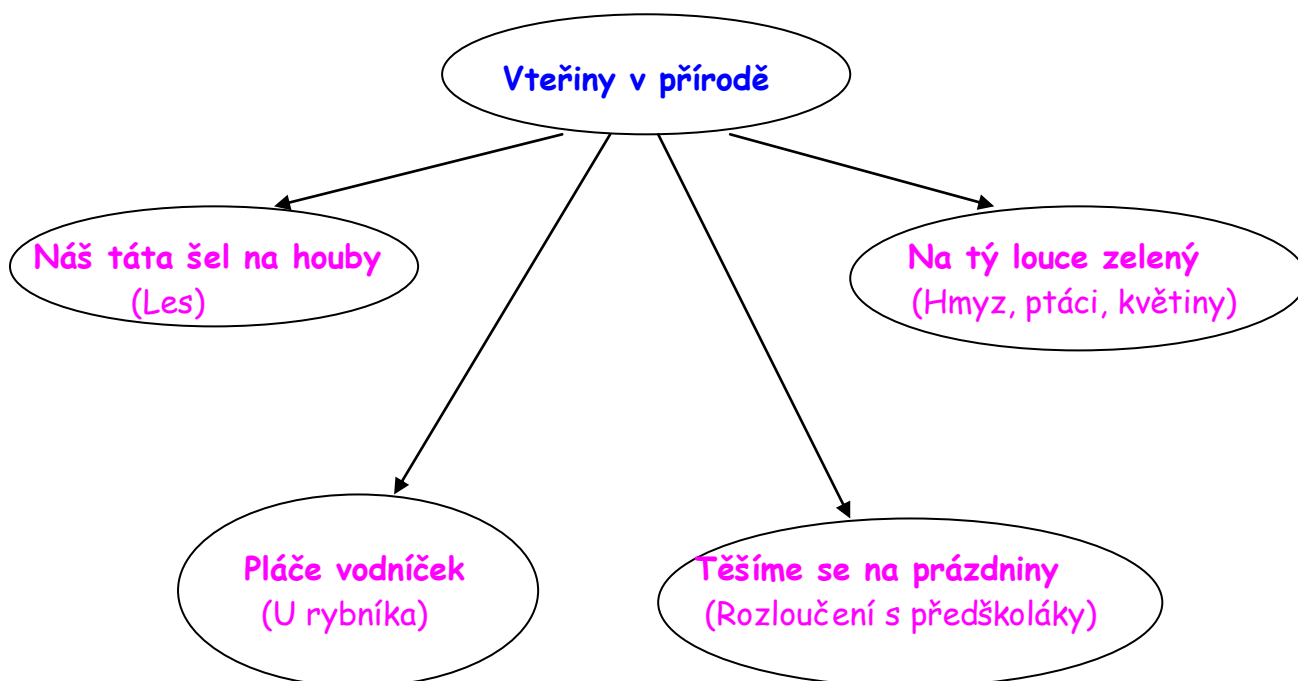 Vteřiny v přírodě
Náš táta šel na houby
(Les)
Na tý louce zelený
(Hmyz, ptáci, květiny)
Pláče vodníček
(U rybníka)
Těšíme se na prázdniny
(Rozloučení s předškoláky)